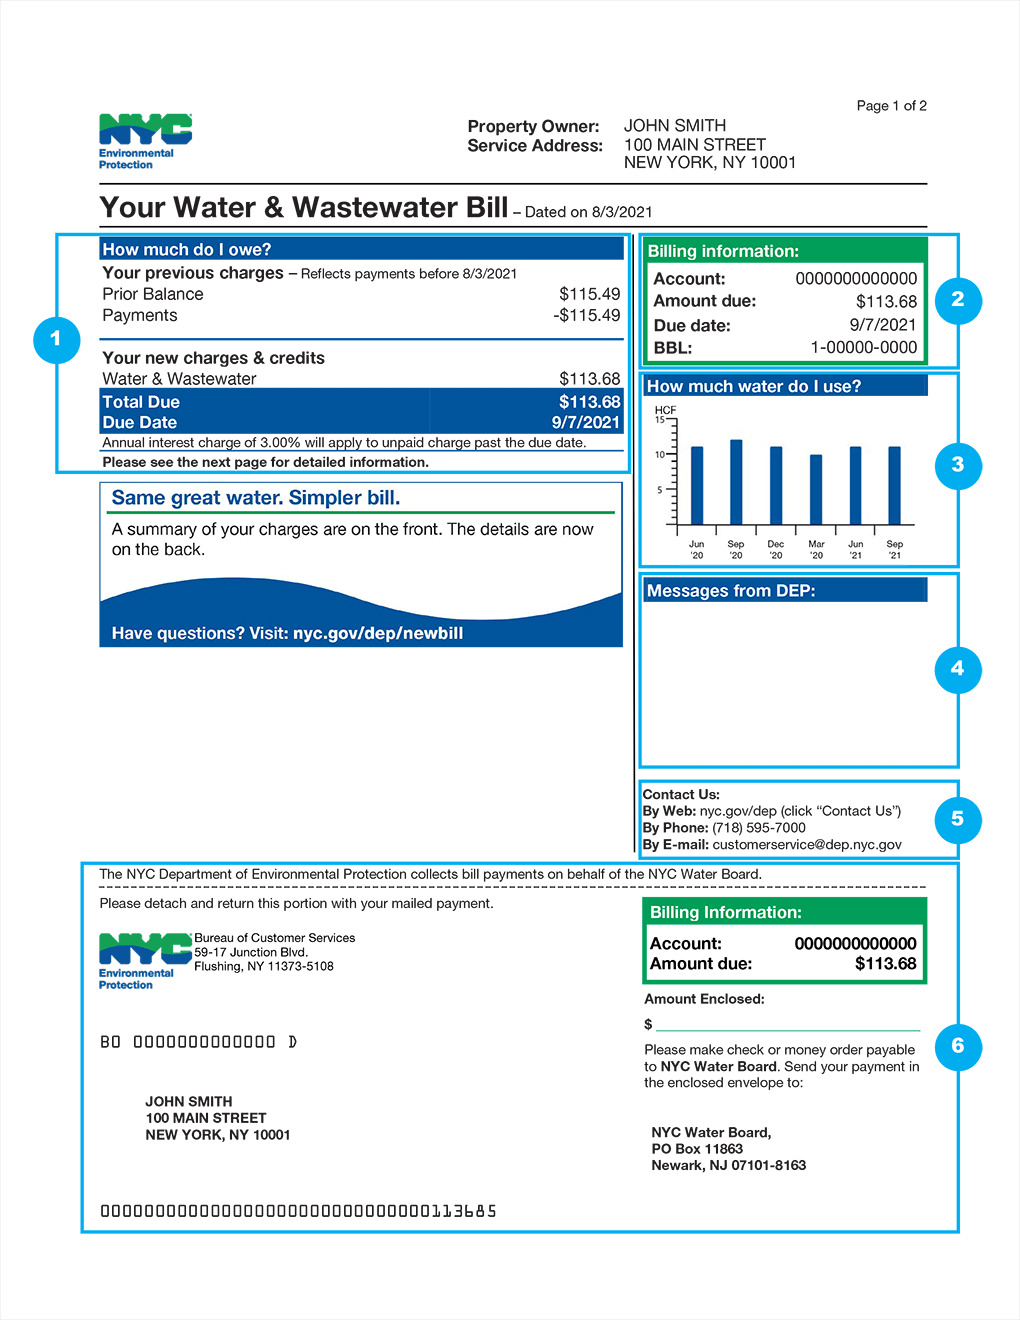 Page 1 of 2
NYC
Environmental
Protection
Property Owner: JOHN SMITH
Service Address: 100 MAIN STREET
NEW YORK, NY 10001
Your Water & Wastewater Bill – Dated on 8/3/2021
1
How much do I owe?
Your previous charges – Reflects payments before 8/3/2021
Prior Balance $115.49
Payments -$115.49
Your new charges & credits
Water & Wastewater $113.68
Total Due $113.68
Due Date 9/7/2021
Annual interest charge of 3.00% will apply to unpaid charge past the due date.
Please see the next page for detailed information.
Same great water. Simpler bill.
A summary of your charges are on the front. The details are now
on the back.
Have questions? Visit: nyc.gov/dep/newbill
2
Billing information:
Account: 0000000000000
Amount due: $113.68
Due date: 9/7/2021
BBL: 1-00000-0000
3
How much water do I use?
HCF
15
10
5
Jun Sep Dec Mar Jun Sep
'20 '20 '20 '20 '21 '21
4
Messages from DEP:
5
Contact Us:
By Web: nyc.gov/dep (click “Contact Us”)
By Phone: (718) 595-7000
By E-mail: customerservice@dep.nyc.gov
6
The NYC Department of Environmental Protection collects bill payments on behalf of the NYC Water Board.
Please detach and return this portion with your mailed payment.
NYC
Environmental
Protection
Bureau of Customer Services
59-17 Junction Blvd.
Flushing, NY 11373-5108
BO 0000000000000 D
JOHN SMITH
100 MAIN STREET
NEW YORK, NY 10001
000000000000000000000000000000113685
Billing Information:
Account: 0000000000000
Amount due: $113.68
Amount Enclosed:
$
Please make check or money order payable
to NYC Water Board. Send your payment in
the enclosed envelope to:
NYC Water Board,
PO Box 11863
Newark, NJ 07101-8163